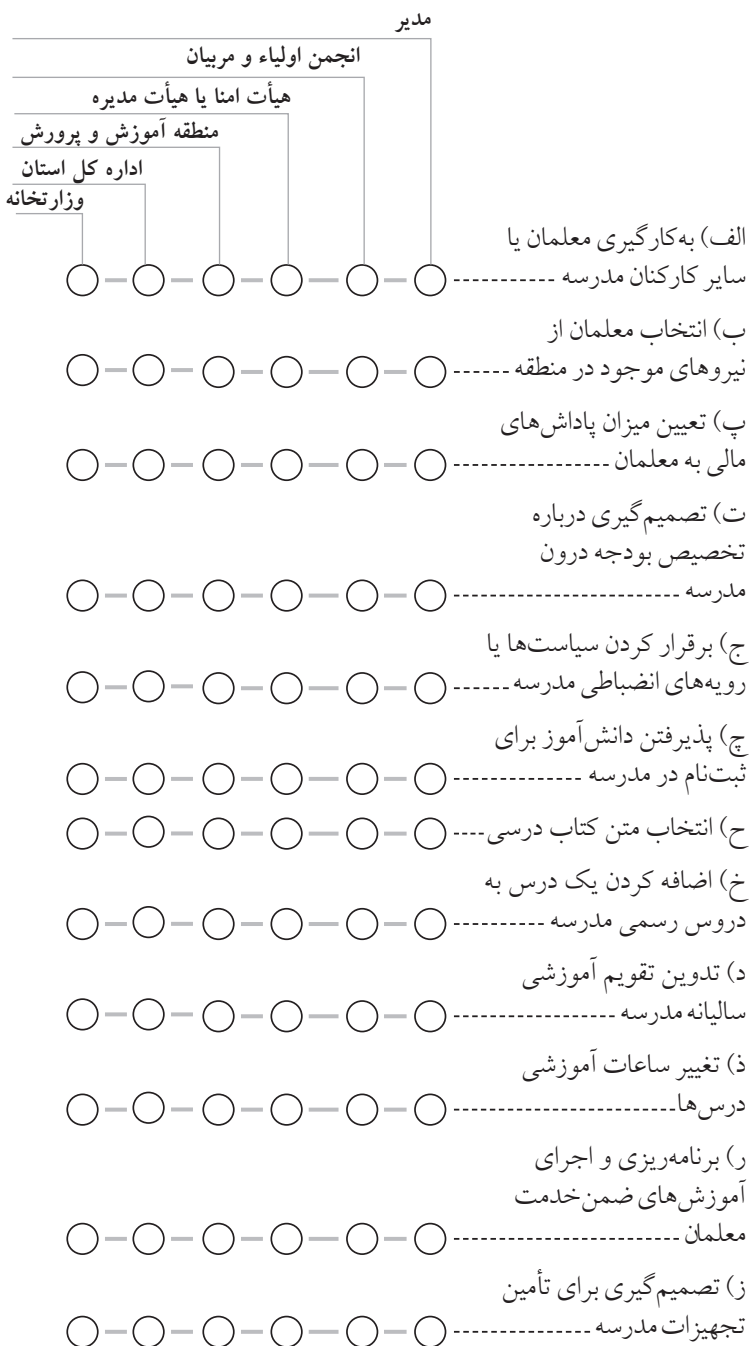 مدیر
انجمن اولیاء و مربیان
هیأت امنا یا هیأت مدیره
منطقه آموزش و پرورش
اداره کل استان
وزارتخانه
الف) به‌کارگیری معلمان یا
سایر کارکنان مدرسه -----------
ب) انتخاب معلمان از
نیروهای موجود در منطقه ------
پ) تعیین میزان پاداش‌های
مالی به معلمان -----------------
ت) تصمیم‌گیری درباره
تخصیص بودجه درون
مدرسه ------------------------
ج) برقرار کردن سیاست‌ها یا
رویه‌های انضباطی مدرسه ------
چ) پذیرفتن دانش‌آموز برای
ثبت‌نام در مدرسه --------------
ح) انتخاب متن کتاب درسی----
خ) اضافه کردن یک درس به
دروس رسمی مدرسه ----------
د) تدوین تقویم آموزشی
سالیانه مدرسه -----------------
ذ) تغییر ساعات آموزشی
درس‌ها------------------------
ر) برنامه‌ریزی و اجرای
آموزش‌های ضمن‌خدمت
معلمان ------------------------
ز) تصمیم‌گیری برای تأمین
تجهیزات مدرسه ---------------